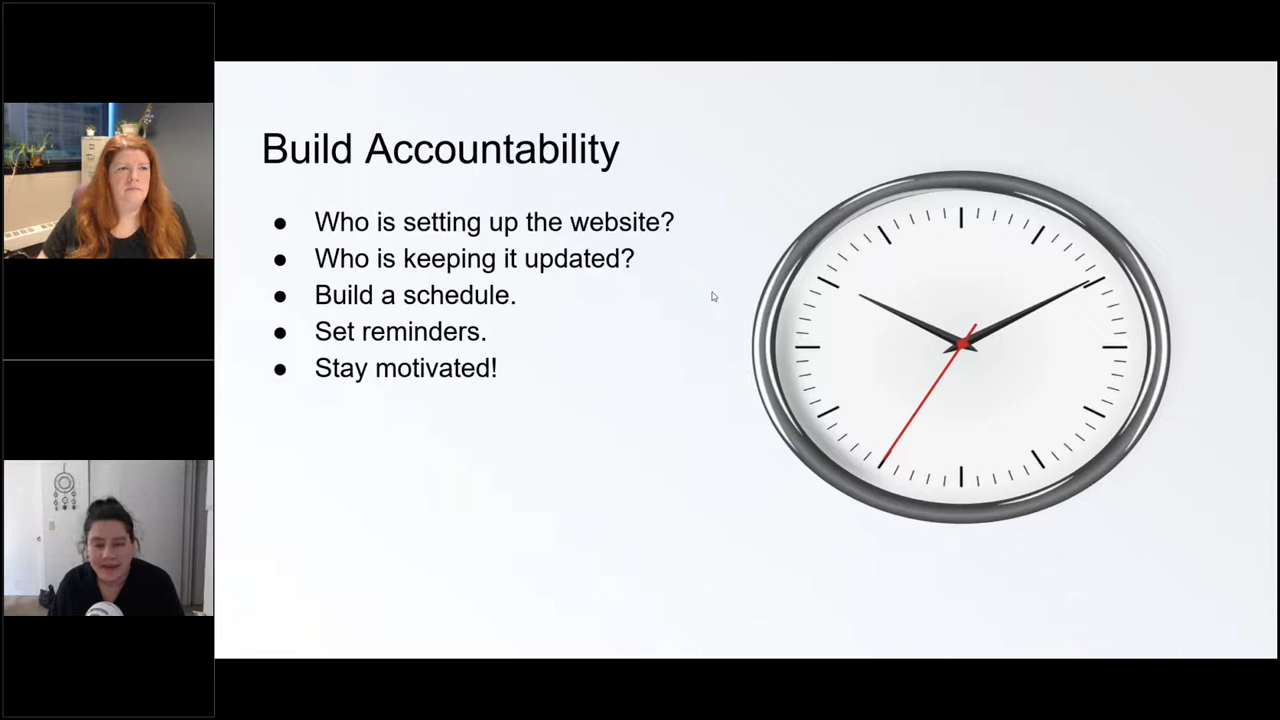 Build Accountability
● Who is setting up the website?
● Who is keeping it updated?
● Build a schedule.
● Set reminders.
● Stay motivated!